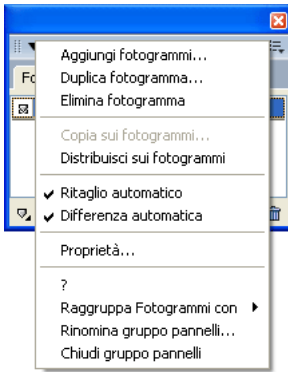 Fo
Aggiungi fotogrammi...
Duplica fotogramma...
Elimina fotogramma
Copia sui fotogrammi...
Distribuisci sui fotogrammi
Ritaglio automatico
Differenza automatica
Proprietà...
?
Raggruppa Fotogrammi con
Rinomina gruppo pannelli...
Chiudi gruppo pannelli